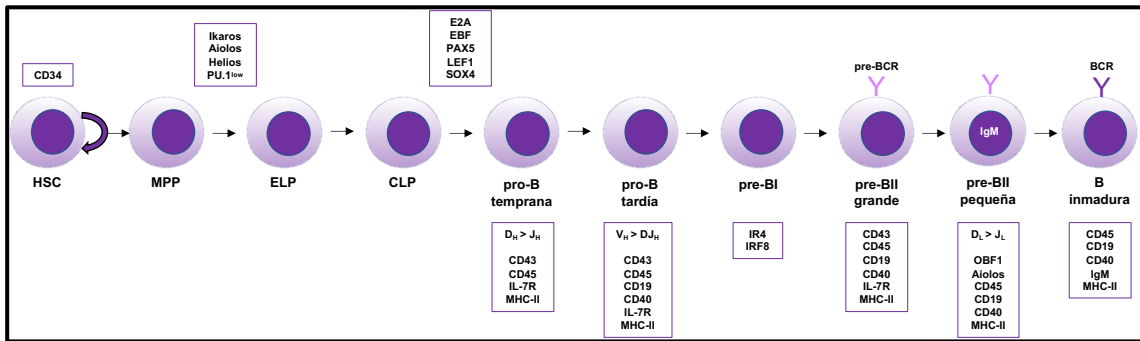 CD34
Ikaros
Aiolos
Helios
PU.1low
E2A
EBF
PAX5
LEF1
SOX4
pre-BCR
BCR
IgM
HSC
MPP
ELP
CLP
pro-B
temprana
pro-B
tardía
pre-BI
pre-BII
grande
pre-BII
pequeña
B
inmadura
DH > JH
CD43
CD45
IL-7R
MHC-II
VH > DJH
CD43
CD45
CD19
CD40
IL-7R
MHC-II
IR4
IRF8
CD43
CD45
CD19
CD40
IL-7R
MHC-II
DL > JL
OBF1
Aiolos
CD45
CD19
CD40
MHC-II
CD45
CD19
CD40
IgM
MHC-II